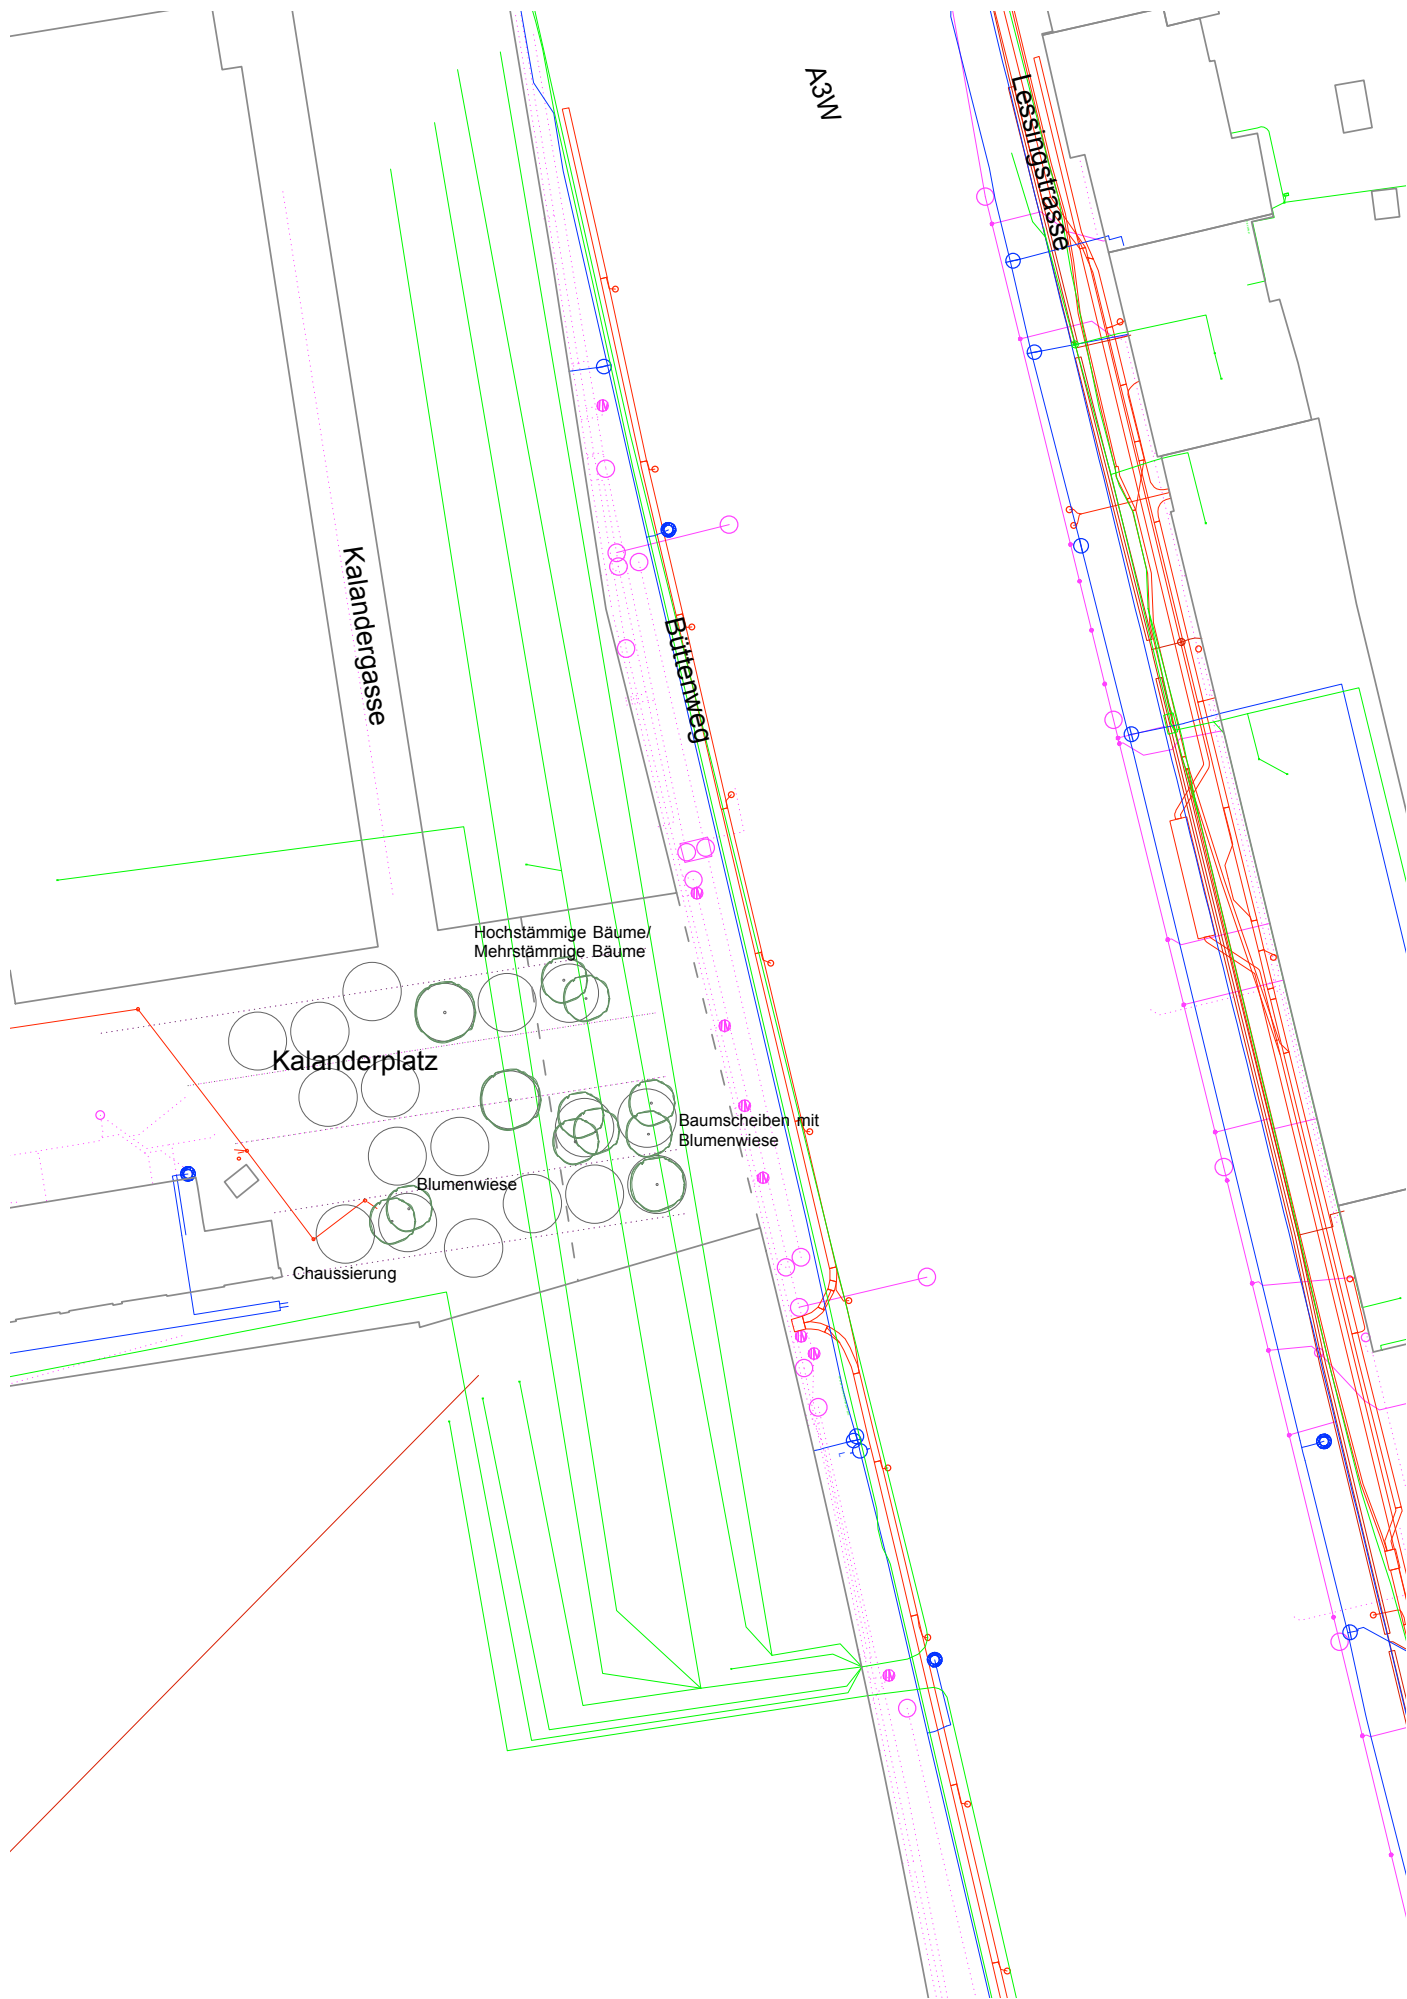 A3W
Lessingstrasse
Kalandergasse
Büttenweg
Hochstämmige Bäume/
Mehrstämmige Bäume
Kalanderplatz
Baumscheiben mit
Blumenwiese
Blumenwiese
Chaussierung